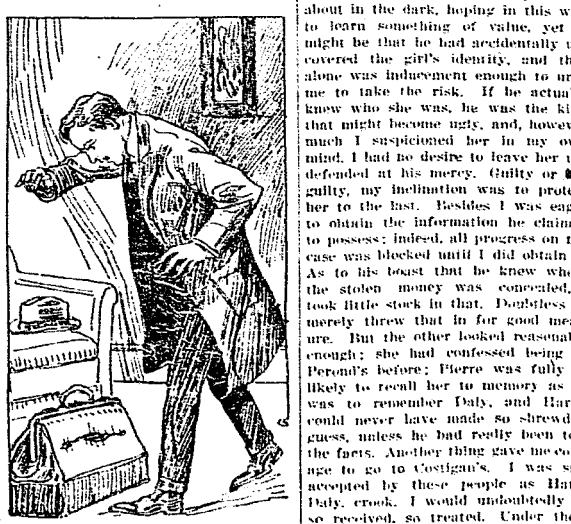 about in the dark, hoping in this w
to learn something of value, yet
might be that he had accidentally u
covered the girl's identity, and th
alone was inducement enough to ur
me to take the risk. If he actua
knew who she was, he was the ki
that might become ugly, and, howev
much I suspicioned her in my ow
mind, I had no desire to leave her u
defended at his mercy. Guilty or
guilty, my inclination was to prote
her to the last. Besides I was eag
to obtain the information he claim
to possess; indeed, all progress on
case was blocked until I did obtain
As to his boast that he knew whe
the stolen money was concealed,
took little stock in that. Doubtless
merely threw that in for good mea
ure. But the other looked reasonal
enough; she had confessed being
Perond's before; Pierre was fully
likely to recall her to memory as
was to remember Daly, and Har
could never have made so shrewd
guess, unless he had really been to
the facts. Another thing gave me co
age to go to Costigan's. I was s
accepted by these people as Har
Daly, crook. I would undoubtedly
so received, so treated. Under the